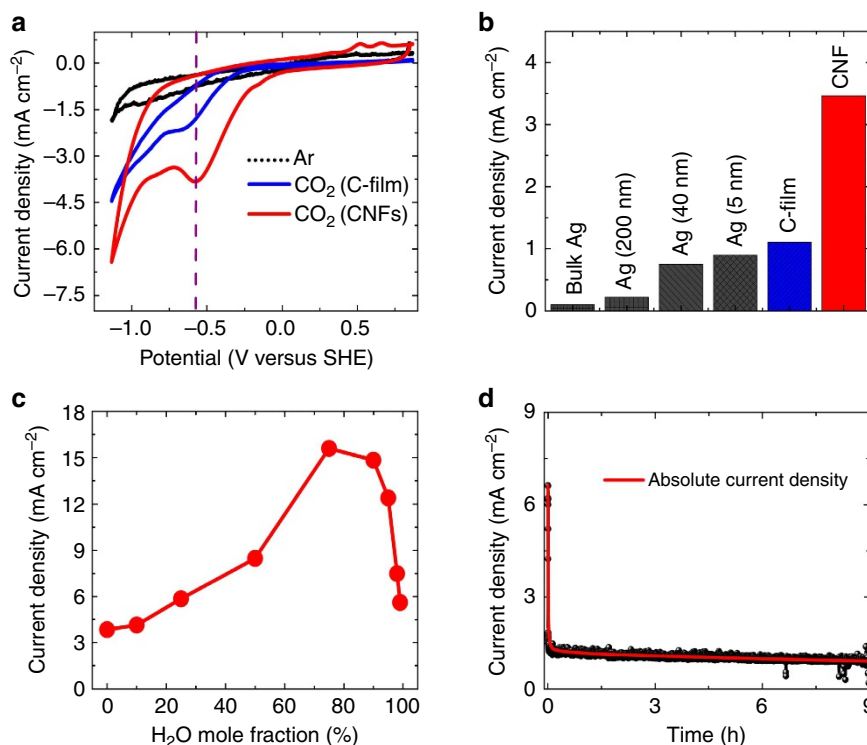 a
0.0
−1.5
−3.0
−4.5
−6.0
−7.5
Current density (mA cm−2)
Ar
CO2 (C-film)
CO2 (CNFs)
−1.0
−0.5
0.0
0.5
Potential (V versus SHE)
b
4
3
2
1
0
Current density (mA cm−2)
Bulk Ag
Ag (200 nm)
Ag (40 nm)
Ag (5 nm)
C-film
CNF
c
18
15
12
9
6
3
0
Current density (mA cm−2)
0
20
40
60
80
100
H2O mole fraction (%)
d
9
6
3
0
Current density (mA cm−2)
Absolute current density
0
3
6
9
Time (h)